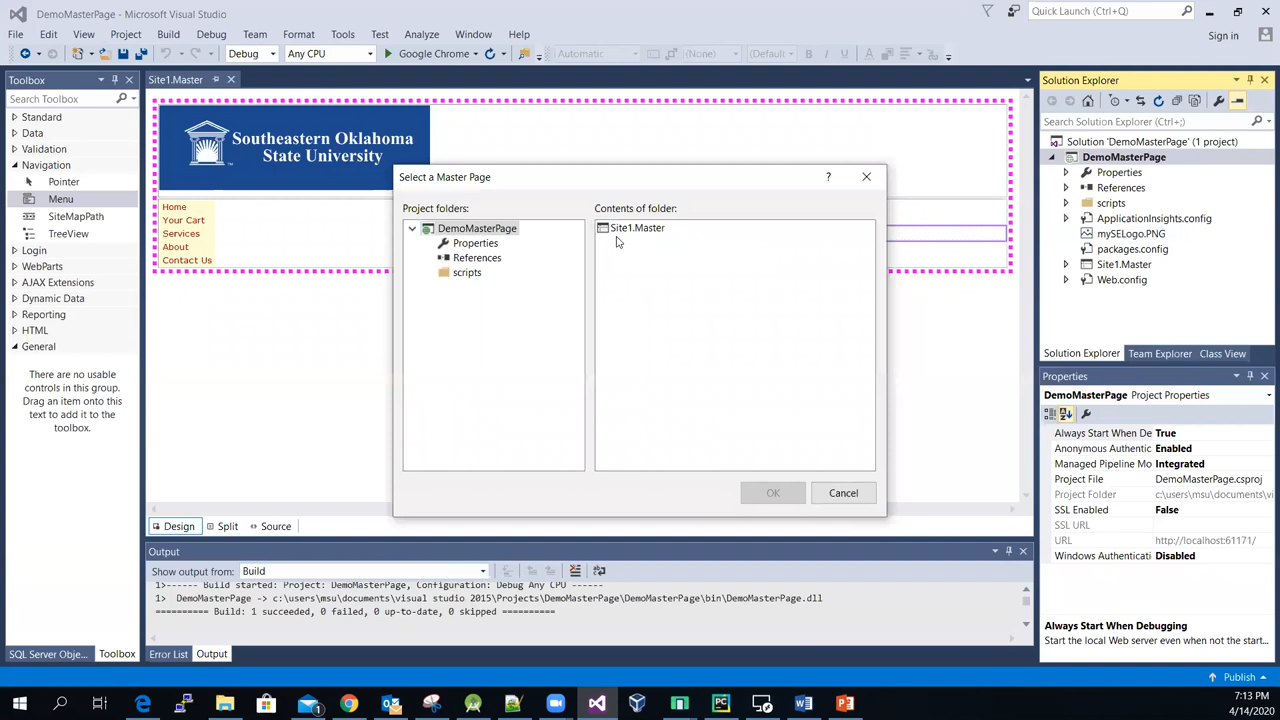 DemoMasterPage - Microsoft Visual Studio
Quick Launch (Ctrl+Q)
File Edit View Project Build Debug Team Format Tools Test Analyze Window Help
Sign in
Debug Any CPU Google Chrome Automatic (None) (Default) B I U A
Toolbox
Search Toolbox
Standard
Data
Validation
Navigation
Pointer
Menu
SiteMapPath
TreeView
Login
WebParts
AJAX Extensions
Dynamic Data
Reporting
HTML
General
There are no usable
controls in this group.
Drag an item onto this
text to add it to the
toolbox.
SQL Server Obje... Toolbox
Site1.Master
Southeastern Oklahoma
State University
Home
Your Cart
Services
About
Contact Us
Select a Master Page
?
Project folders:
DemoMasterPage
Properties
References
scripts
Contents of folder:
Site1.Master
OK Cancel
Design Split Source
Output
Show output from: Build
1>------ Build started: Project: DemoMasterPage, Configuration: Debug Any CPU ------
1> DemoMasterPage -> c:\users\msu\documents\visual studio 2015\Projects\DemoMasterPage\DemoMasterPage\bin\DemoMasterPage.dll
========== Build: 1 succeeded, 0 failed, 0 up-to-date, 0 skipped ==========
Error List Output
Solution Explorer
Search Solution Explorer (Ctrl+;)
Solution 'DemoMasterPage' (1 project)
DemoMasterPage
Properties
References
scripts
ApplicationInsights.config
mySELogo.PNG
packages.config
Site1.Master
Web.config
Solution Explorer Team Explorer Class View
Properties
DemoMasterPage Project Properties
Always Start When De True
Anonymous Authentic Enabled
Managed Pipeline Mo Integrated
Project File DemoMasterPage.csproj
Project Folder c:\users\msu\documents\vi
SSL Enabled False
SSL URL
URL http://localhost:61171/
Windows Authenticati Disabled
Always Start When Debugging
Start the local Web server even when not the start...
Publish
7:13 PM
4/14/2020